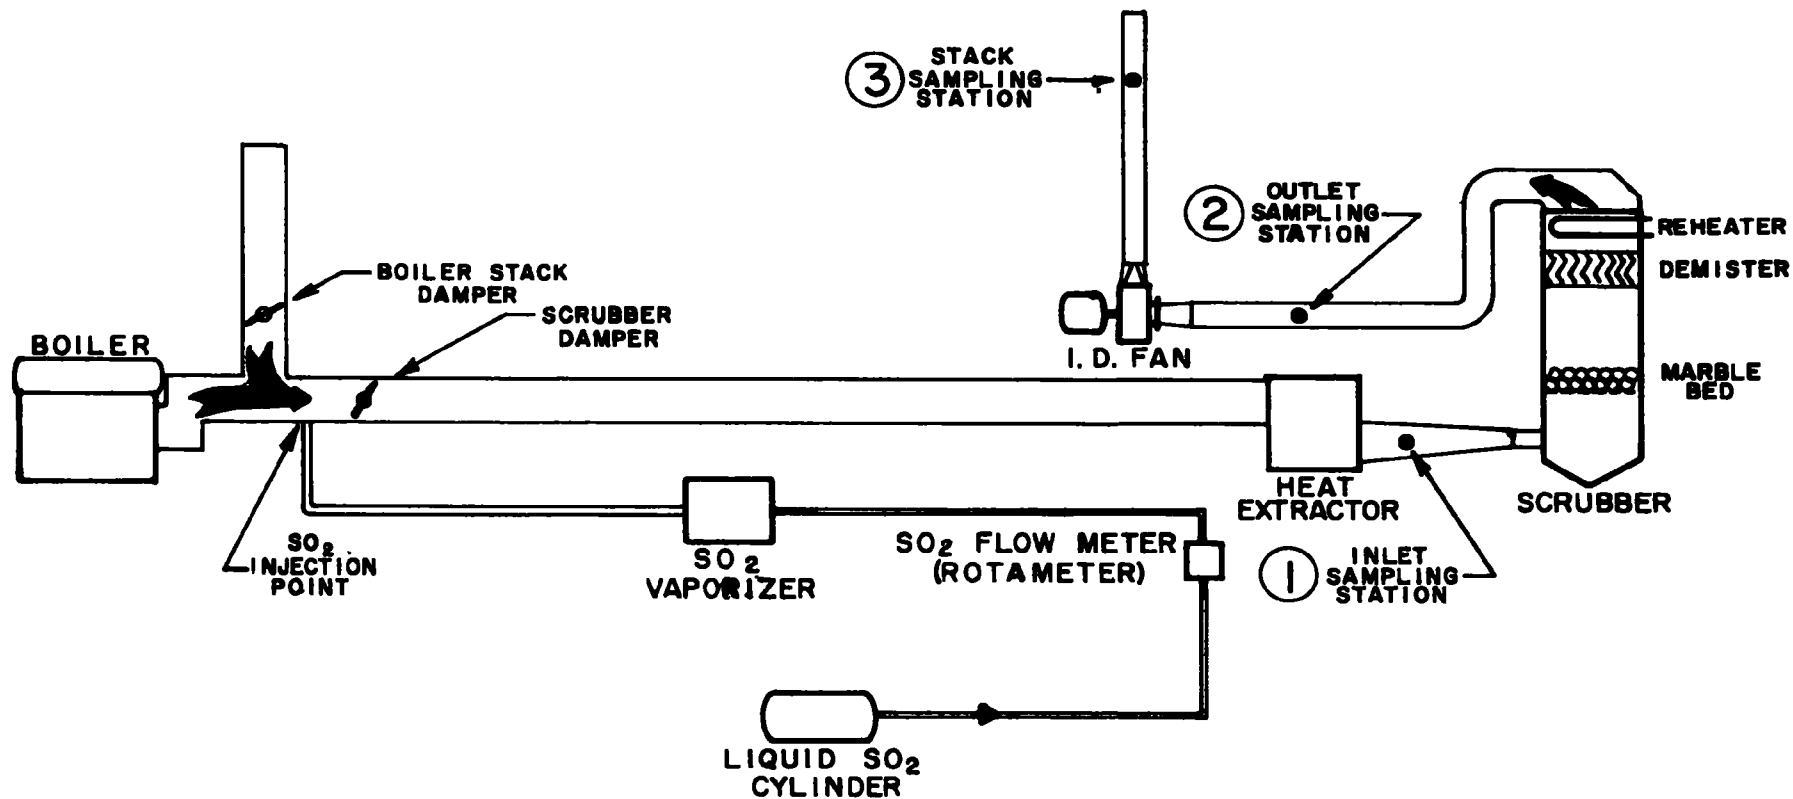 3
STACK
SAMPLING
STATION
2
OUTLET
SAMPLING
STATION
REHEATER
DEMISTER
BOILER STACK
DAMPER
SCRUBBER
DAMPER
BOILER
I. D. FAN
MARBLE
BED
HEAT
EXTRACTOR
SCRUBBER
SO2
INJECTION
POINT
SO2
VAPORIZER
SO2 FLOW METER
(ROTAMETER)
1
INLET
SAMPLING
STATION
LIQUID SO2
CYLINDER